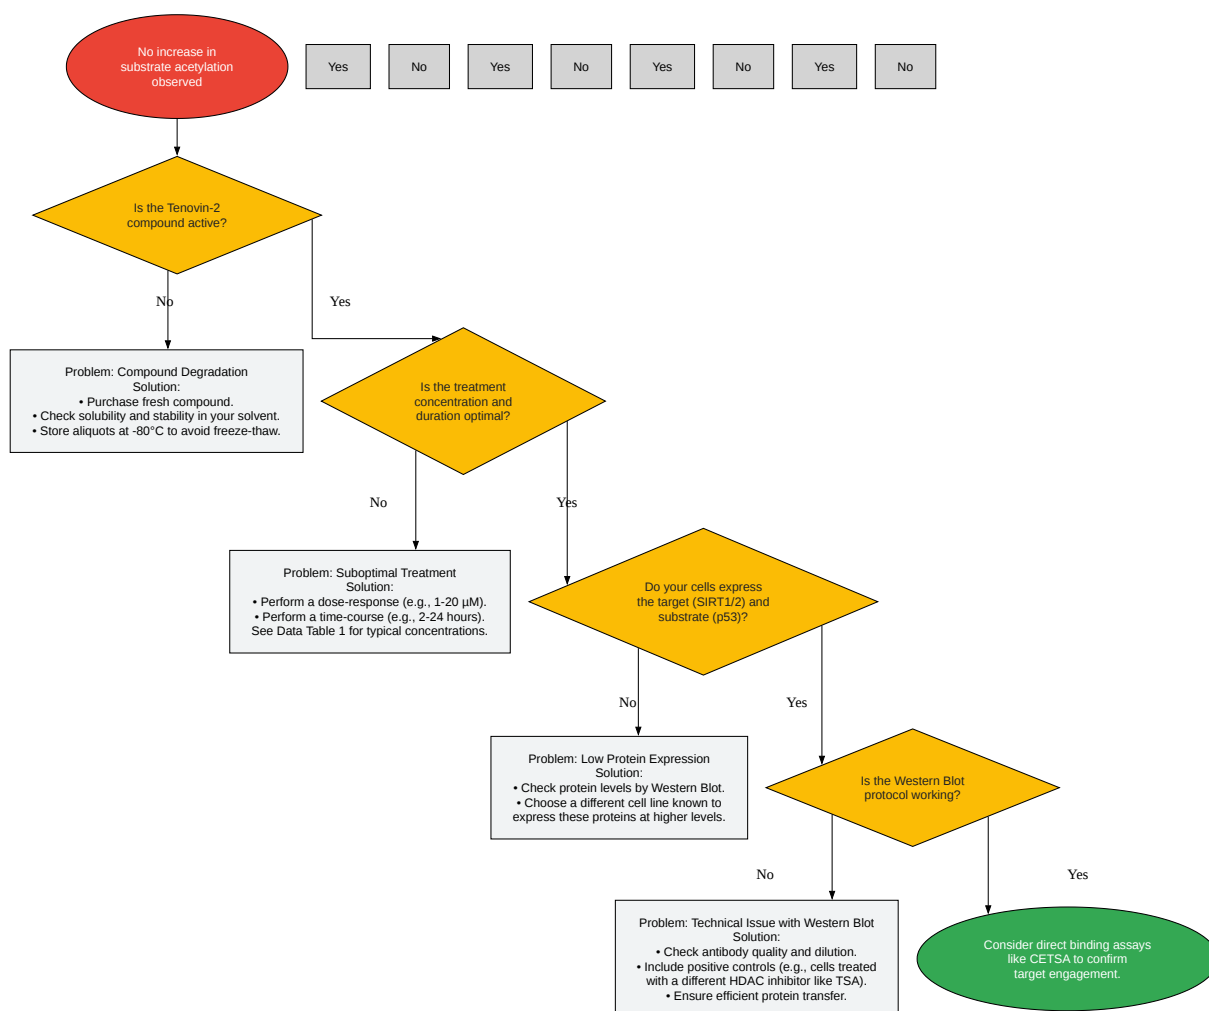 No increase in
substrate acetylation
observed
Yes
No
Yes
No
Yes
No
Yes
No
Is the Tenovin-2
compound active?
No
Yes
Problem: Compound Degradation
Solution:
• Purchase fresh compound.
• Check solubility and stability in your solvent.
• Store aliquots at -80°C to avoid freeze-thaw.
Is the treatment
concentration and
duration optimal?
No
Yes
Problem: Suboptimal Treatment
Solution:
• Perform a dose-response (e.g., 1-20 µM).
• Perform a time-course (e.g., 2-24 hours).
See Data Table 1 for typical concentrations.
Do your cells express
the target (SIRT1/2) and
substrate (p53)?
No
Yes
Problem: Low Protein Expression
Solution:
• Check protein levels by Western Blot.
• Choose a different cell line known to
express these proteins at higher levels.
Is the Western Blot
protocol working?
No
Yes
Problem: Technical Issue with Western Blot
Solution:
• Check antibody quality and dilution.
• Include positive controls (e.g., cells treated
with a different HDAC inhibitor like TSA).
• Ensure efficient protein transfer.
Consider direct binding assays
like CETSA to confirm
target engagement.